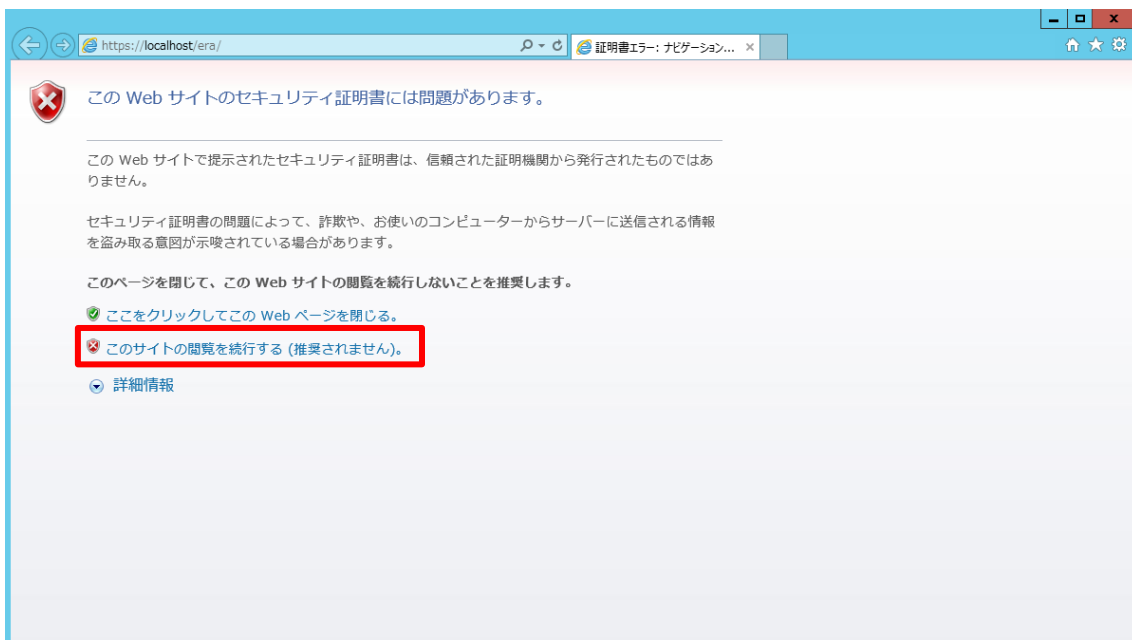 https://localhost/era/
証明書エラー: ナビゲーション...
この Web サイトのセキュリティ証明書には問題があります。
この Web サイトで提示されたセキュリティ証明書は、信頼された証明機関から発行されたものではあ
りません。
セキュリティ証明書の問題によって、詐欺や、お使いのコンピューターからサーバーに送信される情報
を盗み取る意図が示唆されている場合があります。
このページを閉じて、この Web サイトの閲覧を続行しないことを推奨します。
ここをクリックしてこの Web ページを閉じる。
このサイトの閲覧を続行する (推奨されません)。
詳細情報